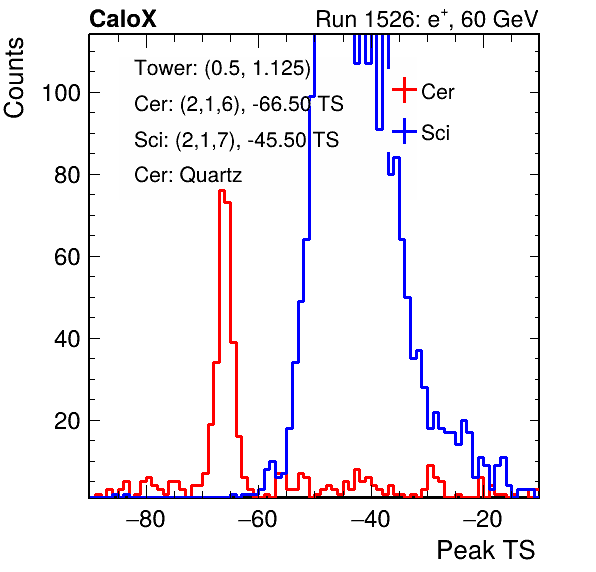 CaloX Run 1526: e⁺, 60 GeV
Counts
Tower: (0.5, 1.125)
Cer: (2,1,6), -66.50 TS
Sci: (2,1,7), -45.50 TS
Cer: Quartz
Cer
Sci
100
80
60
40
20
−80 −60 −40 −20
Peak TS